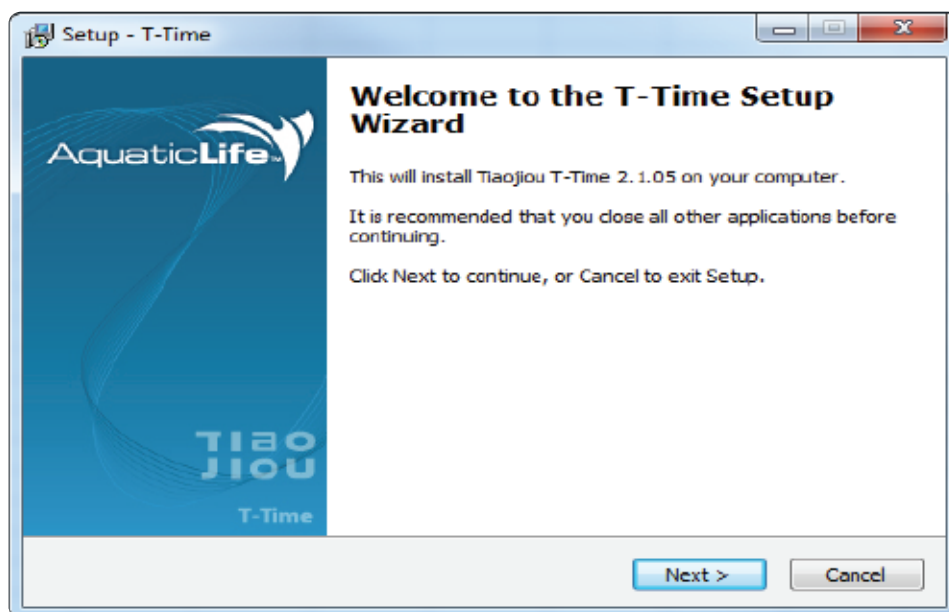 Setup - T-Time
AquaticLife™
Welcome to the T-Time Setup
Wizard
This will install Tiaojiou T-Time 2.1.05 on your computer.
It is recommended that you close all other applications before
continuing.
Click Next to continue, or Cancel to exit Setup.
TIAO
JIOU
T-Time
Next >
Cancel